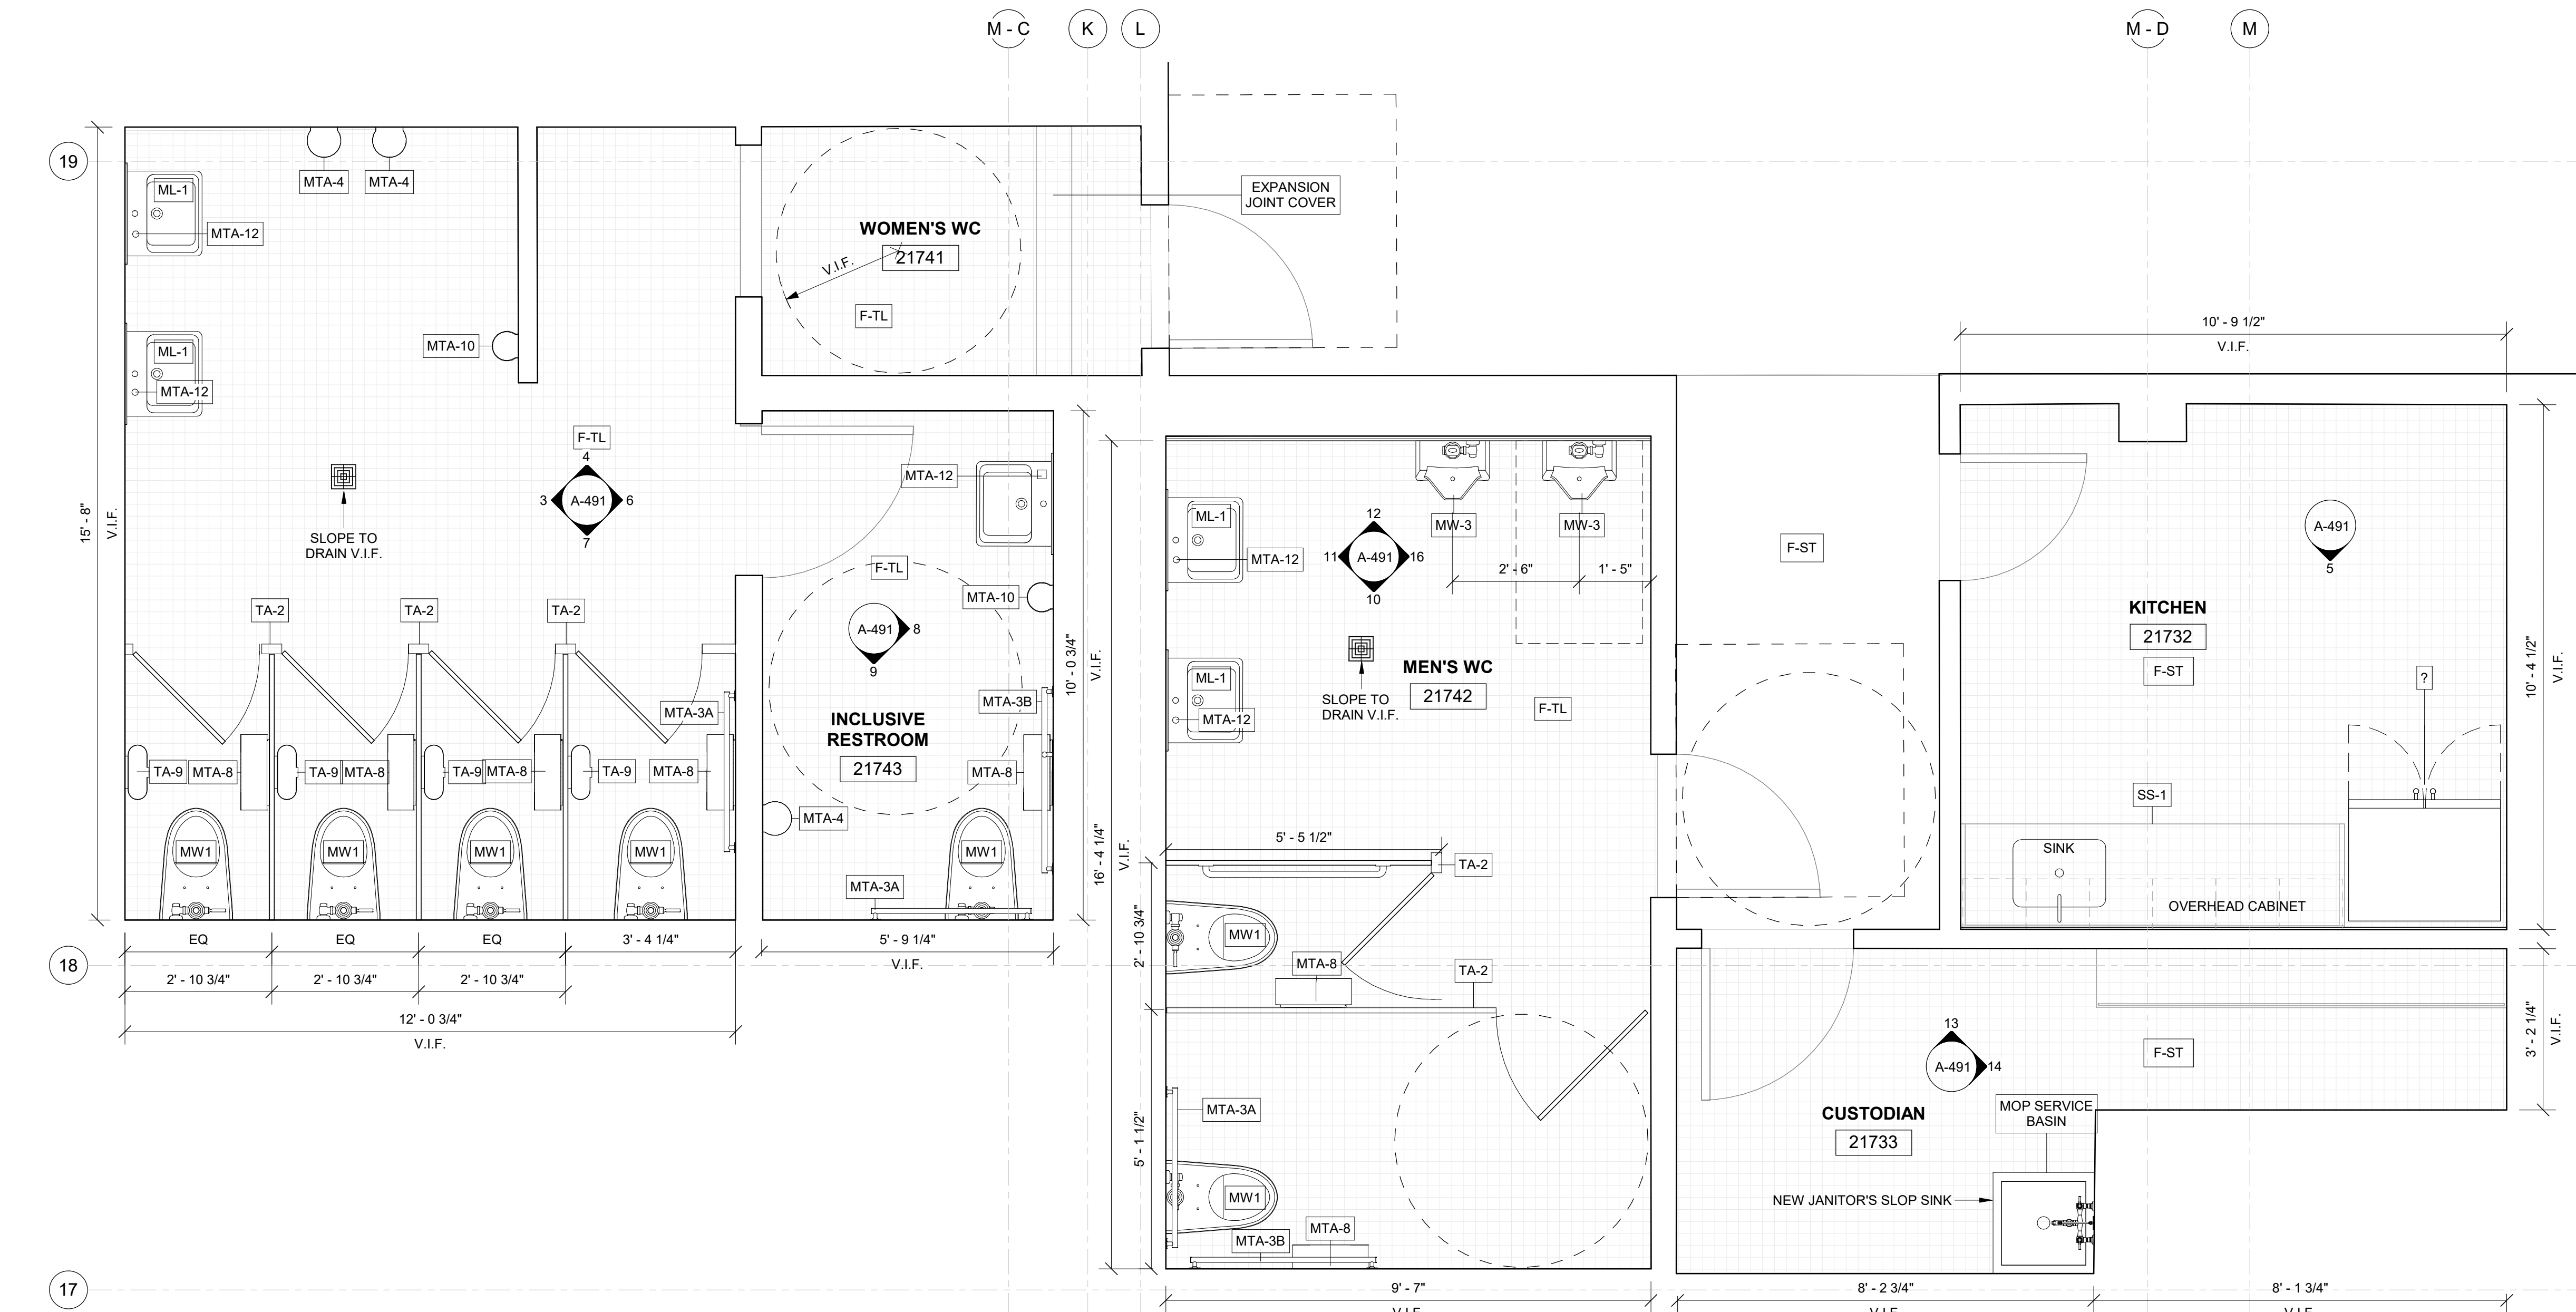 M - C
K
L
M - D
M
19
MTA-4
MTA-4
ML-1
MTA-12
EXPANSION
JOINT COVER
WOMEN'S WC
21741
V.I.F.
F-TL
ML-1
MTA-12
MTA-10
10' - 9 1/2"
V.I.F.
15' - 8"
V.I.F.
F-TL
4
3
A-491
6
7
SLOPE TO
DRAIN V.I.F.
MTA-12
F-TL
MTA-10
A-491
8
9
10' - 0 3/4"
V.I.F.
MW-3
MW-3
ML-1
MTA-12
12
11
A-491
16
10
2' - 6"
1' - 5"
F-ST
A-491
5
KITCHEN
21732
F-ST
10' - 4 1/2"
V.I.F.
TA-2
TA-2
TA-2
MTA-3A
MTA-3B
INCLUSIVE
RESTROOM
21743
MEN'S WC
21742
ML-1
MTA-12
SLOPE TO
DRAIN V.I.F.
F-TL
?
TA-9
MTA-8
TA-9
MTA-8
TA-9
MTA-8
TA-9
MTA-8
MTA-8
MTA-4
SS-1
MW1
MW1
MW1
MW1
MW1
MTA-3A
16' - 4 1/4"
V.I.F.
5' - 5 1/2"
TA-2
SINK
OVERHEAD CABINET
EQ
EQ
EQ
3' - 4 1/4"
5' - 9 1/4"
V.I.F.
2' - 10 3/4"
MW1
18
2' - 10 3/4"
2' - 10 3/4"
2' - 10 3/4"
MTA-8
TA-2
12' - 0 3/4"
V.I.F.
13
A-491
14
F-ST
3' - 2 1/4"
V.I.F.
5' - 1 1/2"
MTA-3A
CUSTODIAN
21733
MOP SERVICE
BASIN
MW1
NEW JANITOR'S SLOP SINK
MTA-8
MTA-3B
17
9' - 7"
V.I.F.
8' - 2 3/4"
V.I.F.
8' - 1 3/4"
V.I.F.